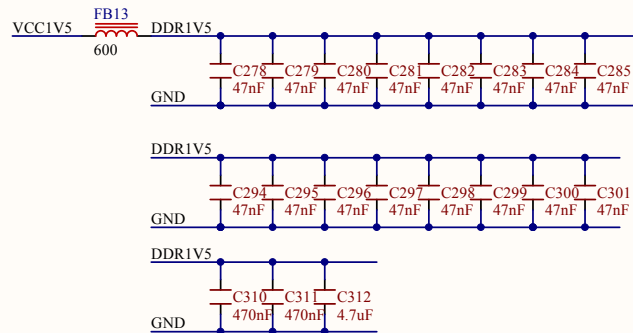 FB13
VCC1V5 DDR1V5
600
C278 C279 C280 C281 C282 C283 C284 C285
47nF 47nF 47nF 47nF 47nF 47nF 47nF 47nF
GND
DDR1V5
C294 C295 C296 C297 C298 C299 C300 C301
47nF 47nF 47nF 47nF 47nF 47nF 47nF 47nF
GND
DDR1V5
C310 C311 C312
470nF 470nF 4.7uF
GND